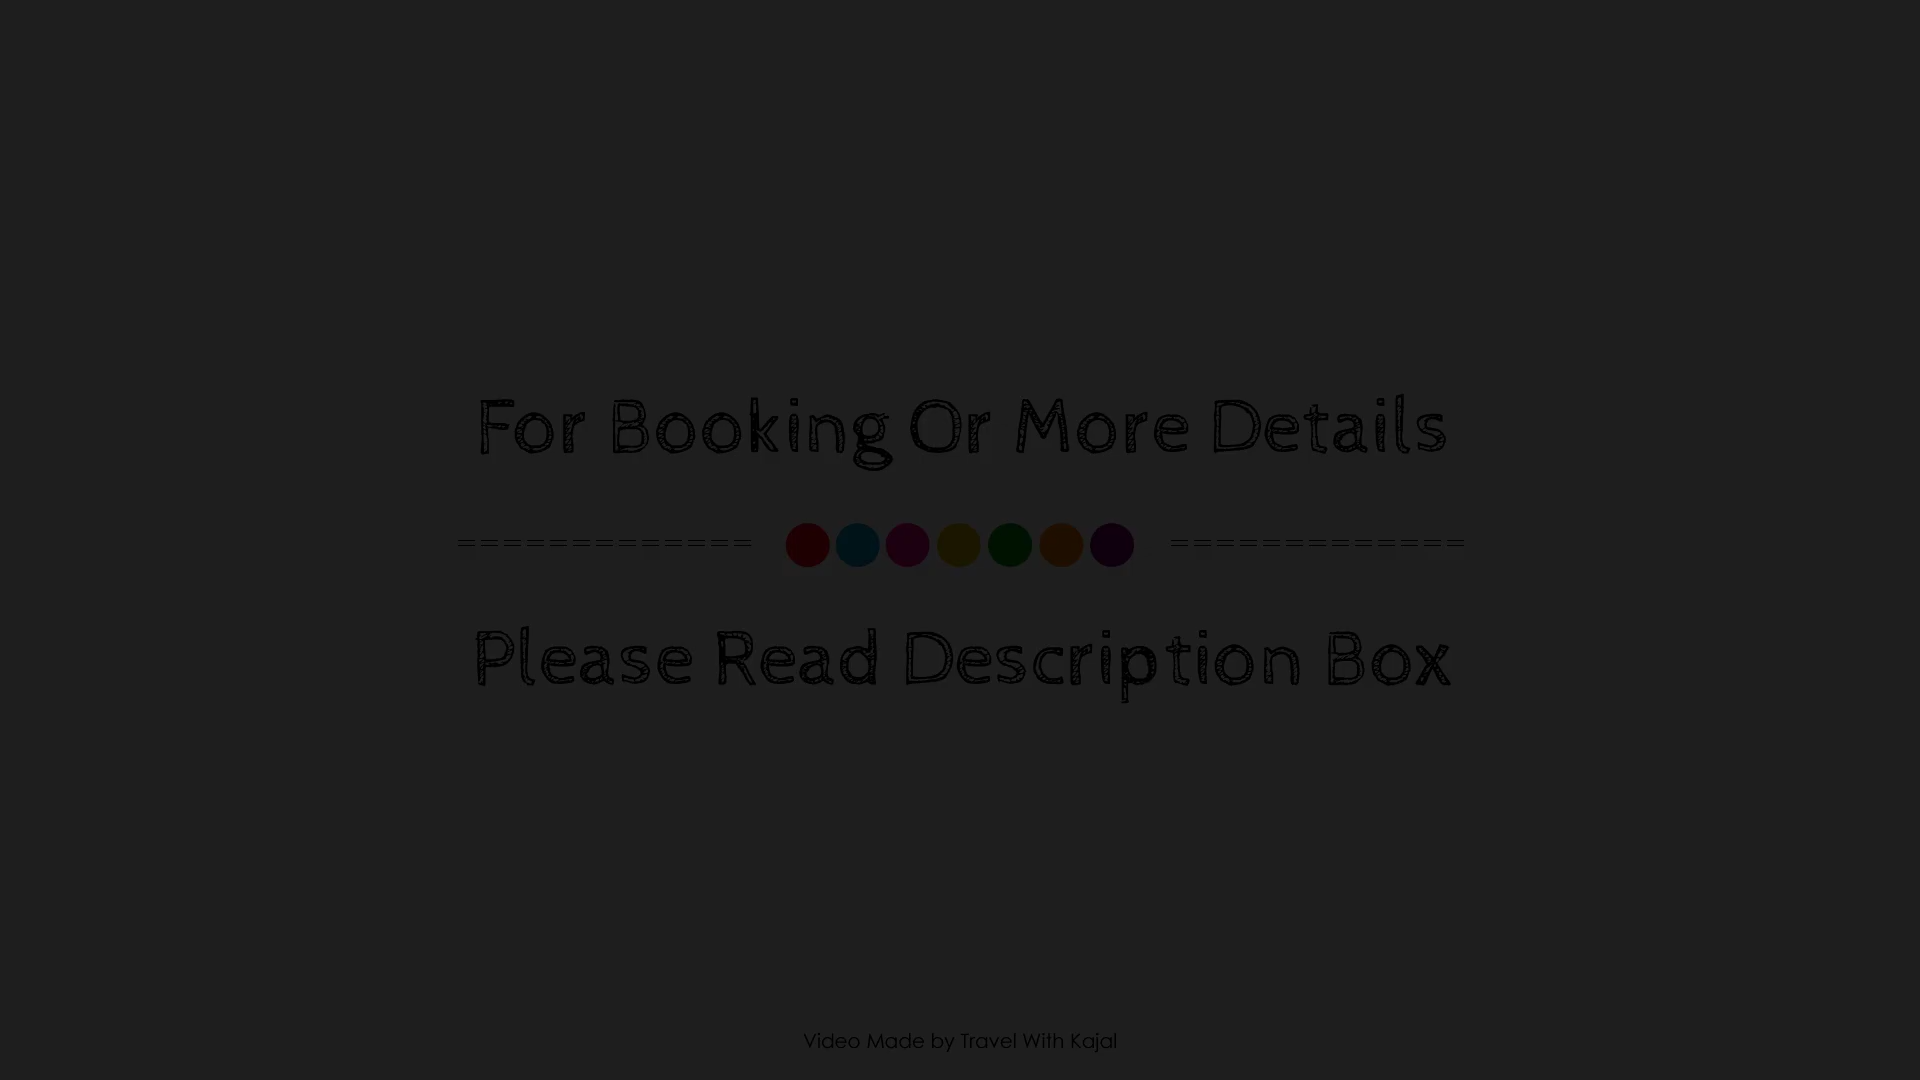 For Booking Or More Details
============= =============
Please Read Description Box
Video Made by Travel With Kajal